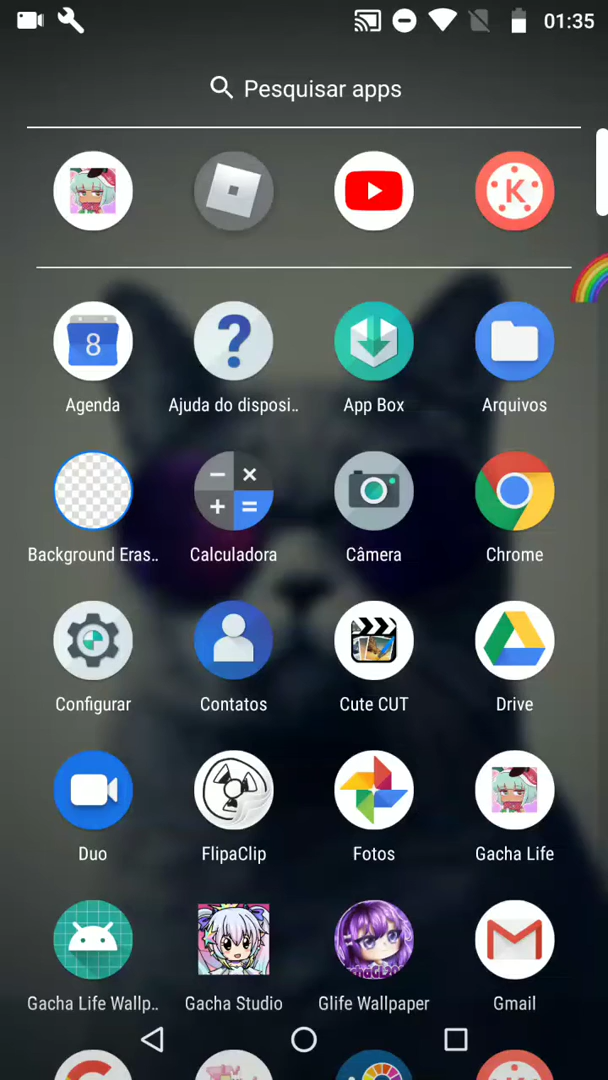 01:35
Pesquisar apps
K
8
Agenda
Ajuda do disposi..
App Box
Arquivos
Background Eras..
Calculadora
Câmera
Chrome
Configurar
Contatos
Cute CUT
Drive
Duo
FlipaClip
Fotos
Gacha Life
Gacha Life Wallp..
Gacha Studio
Glife Wallpaper
Gmail